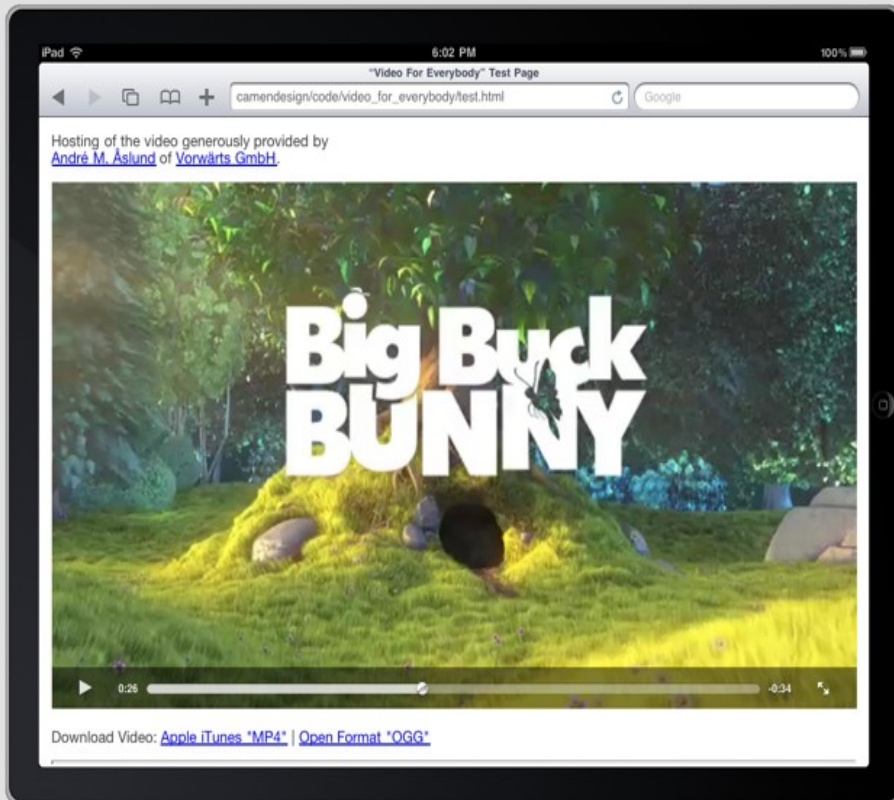 iPad 6:02 PM 100%
"Video For Everybody" Test Page
camendesign/code/video_for_everybody/test.html Google
Hosting of the video generously provided by
André M. Åslund of Vorwärts GmbH.
Big Buck
BUNNY
0:26 -0:34
Download Video: Apple iTunes "MP4" | Open Format "OGG"